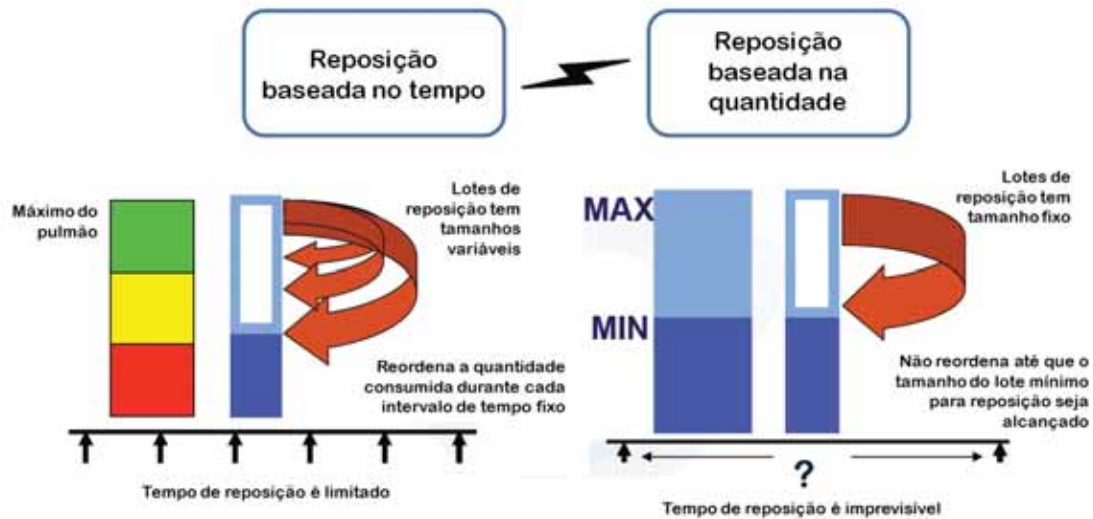 Reposição
baseada no tempo
Reposição
baseada na
quantidade
Máximo do
pulmão
Lotes de
reposição tem
tamanhos
variáveis
Reordena a quantidade
consumida durante cada
intervalo de tempo fixo
Tempo de reposição é limitado
MAX
MIN
Lotes de
reposição tem
tamanho fixo
Não reordena até que o
tamanho do lote mínimo
para reposição seja
alcançado
?
Tempo de reposição é imprevisível